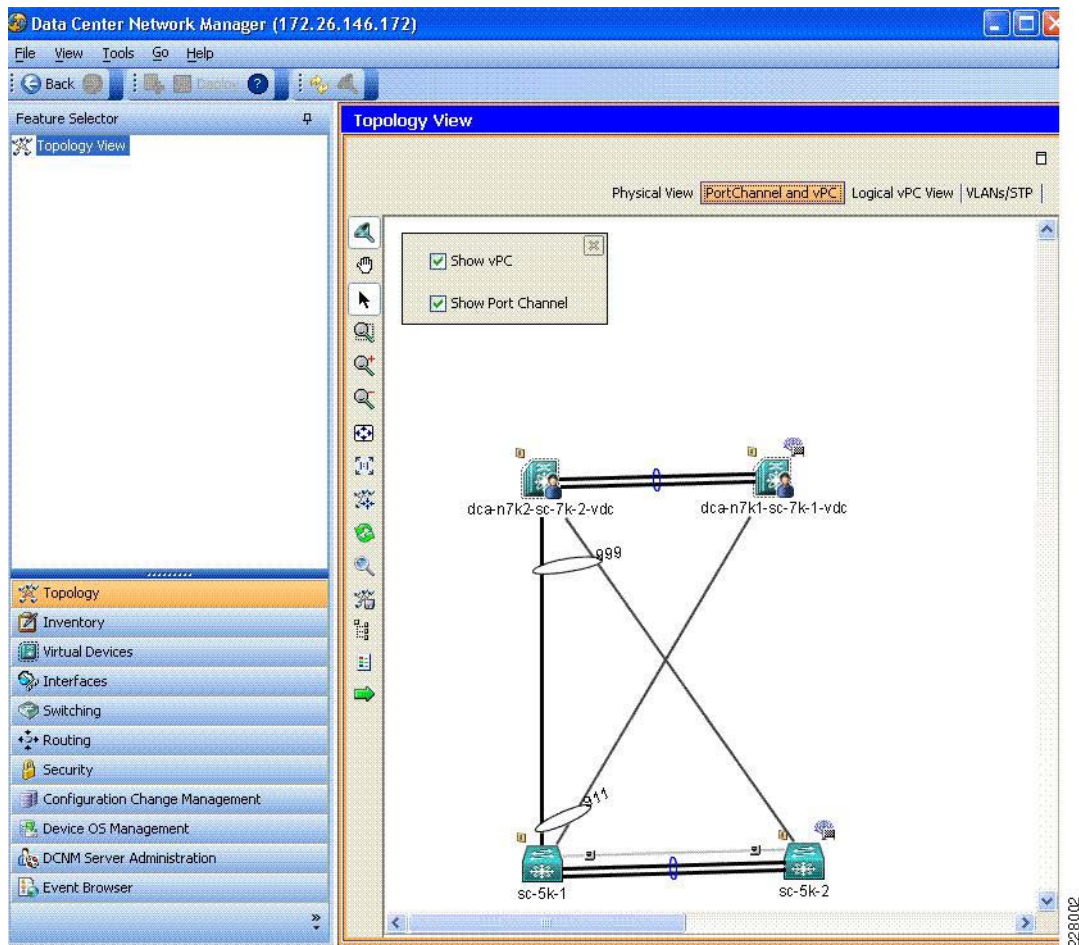 Data Center Network Manager (172.26.146.172)
File View Tools Go Help
Back Deploy
Feature Selector
Topology View
Topology View
Physical View PortChannel and vPC Logical vPC View VLANs/STP
Show vPC
Show Port Channel
dca-n7k2-sc-7k-2-vdc
dca-n7k1-sc-7k-1-vdc
999
911
sc-5k-1
sc-5k-2
Topology
Inventory
Virtual Devices
Interfaces
Switching
Routing
Security
Configuration Change Management
Device OS Management
DCNM Server Administration
Event Browser